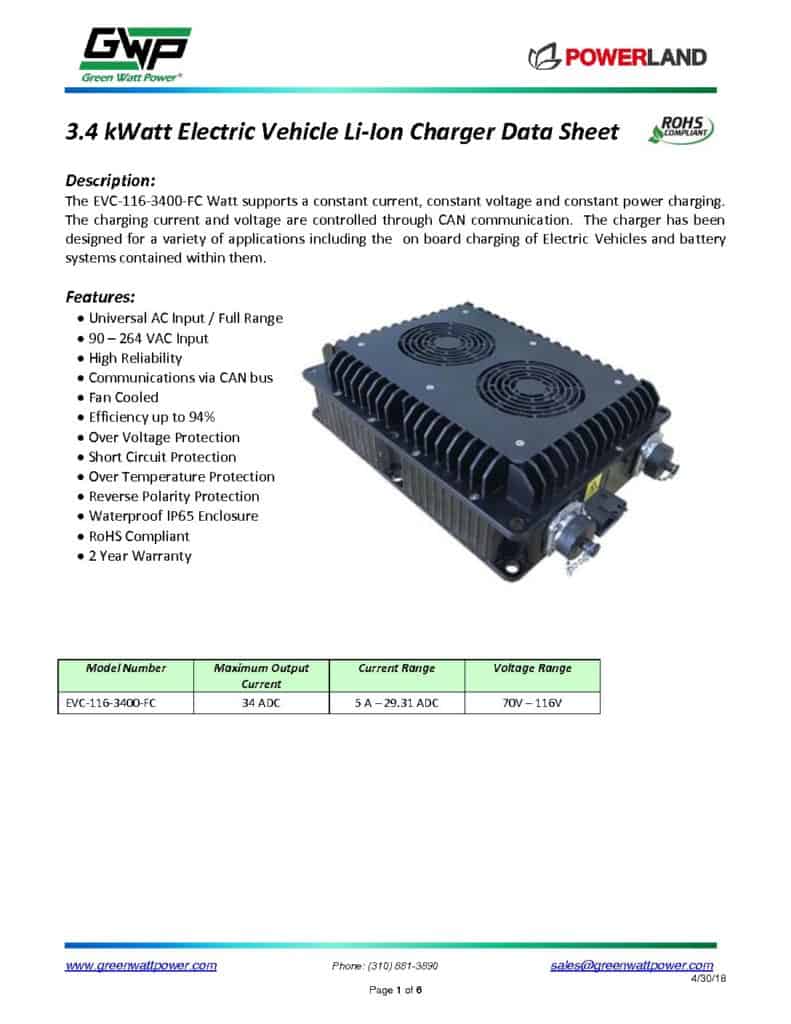 GWP
Green Watt Power®
POWERLAND
3.4 kWatt Electric Vehicle Li-Ion Charger Data Sheet
ROHS
COMPLIANT
Description:
The EVC-116-3400-FC Watt supports a constant current, constant voltage and constant power charging.
The charging current and voltage are controlled through CAN communication. The charger has been
designed for a variety of applications including the on board charging of Electric Vehicles and battery
systems contained within them.
Features:
● Universal AC Input / Full Range
● 90 – 264 VAC Input
● High Reliability
● Communications via CAN bus
● Fan Cooled
● Efficiency up to 94%
● Over Voltage Protection
● Short Circuit Protection
● Over Temperature Protection
● Reverse Polarity Protection
● Waterproof IP65 Enclosure
● RoHS Compliant
● 2 Year Warranty
Model Number Maximum Output Current Range Voltage Range
Current
EVC-116-3400-FC 34 ADC 5 A – 29.31 ADC 70V – 116V
www.greenwattpower.com Phone: (310) 881-3890 sales@greenwattpower.com
4/30/18
Page 1 of 6